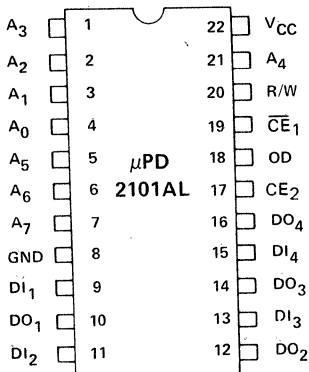 A3 1 22 VCC
A2 2 21 A4
A1 3 20 R/W
A0 4 19 C̅E̅1
A5 5 μPD 18 OD
A6 6 2101AL 17 CE2
A7 7 16 DO4
GND 8 15 DI4
DI1 9 14 DO3
DO1 10 13 DI3
DI2 11 12 DO2